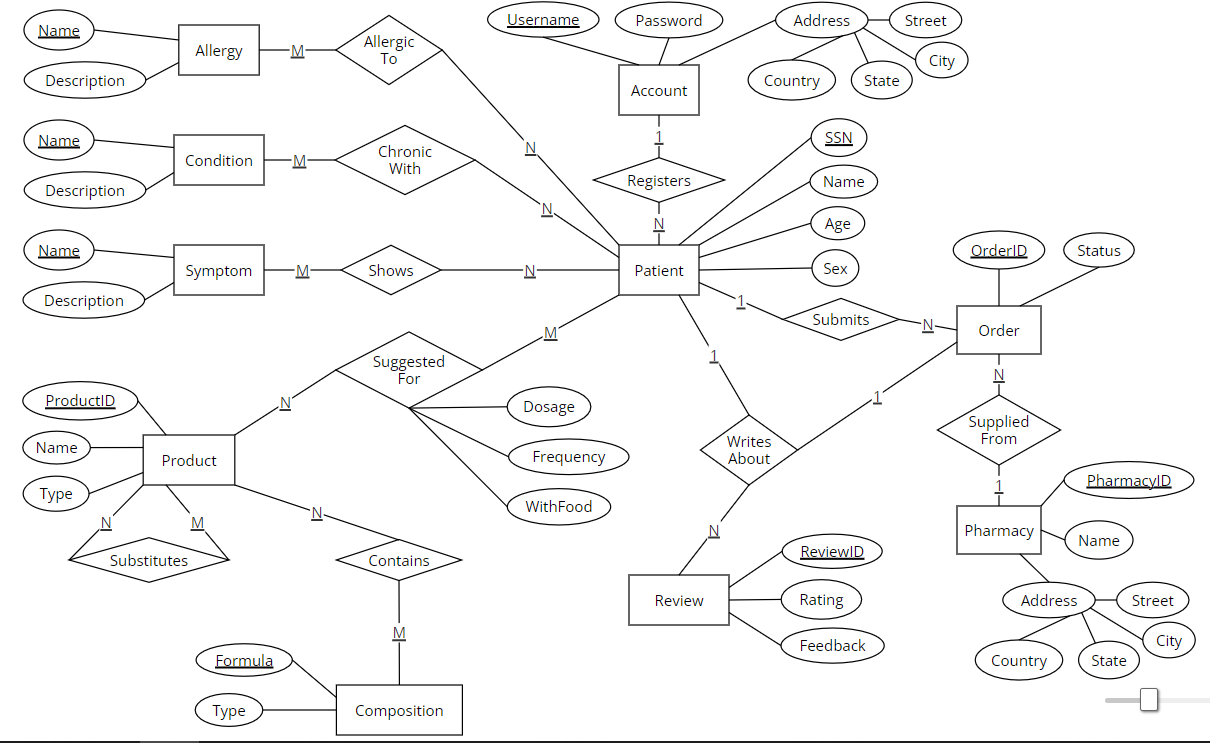 Username
Password
Address
Street
Name
Allergy
M
Allergic
To
Description
City
Country
State
Account
1
Name
Condition
M
Chronic
With
N
SSN
Description
Registers
Name
N
N
Age
Name
Symptom
M
Shows
N
Patient
Sex
OrderID
Status
Description
1
Submits
N
Order
M
1
Suggested
For
N
ProductID
N
1
Dosage
Name
Product
Writes
About
Supplied
From
Frequency
Type
1
PharmacyID
WithFood
N
M
N
N
Pharmacy
Name
Substitutes
Contains
ReviewID
Review
Rating
Address
Street
M
Feedback
City
Formula
Country
State
Type
Composition